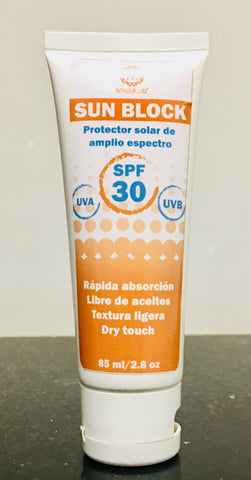 SUN BLOCK
Protector solar de
amplio espectro
SPF
30
UVA
UVB
Rápida absorción
Libre de aceites
Textura ligera
Dry touch
85 ml/2.8 oz